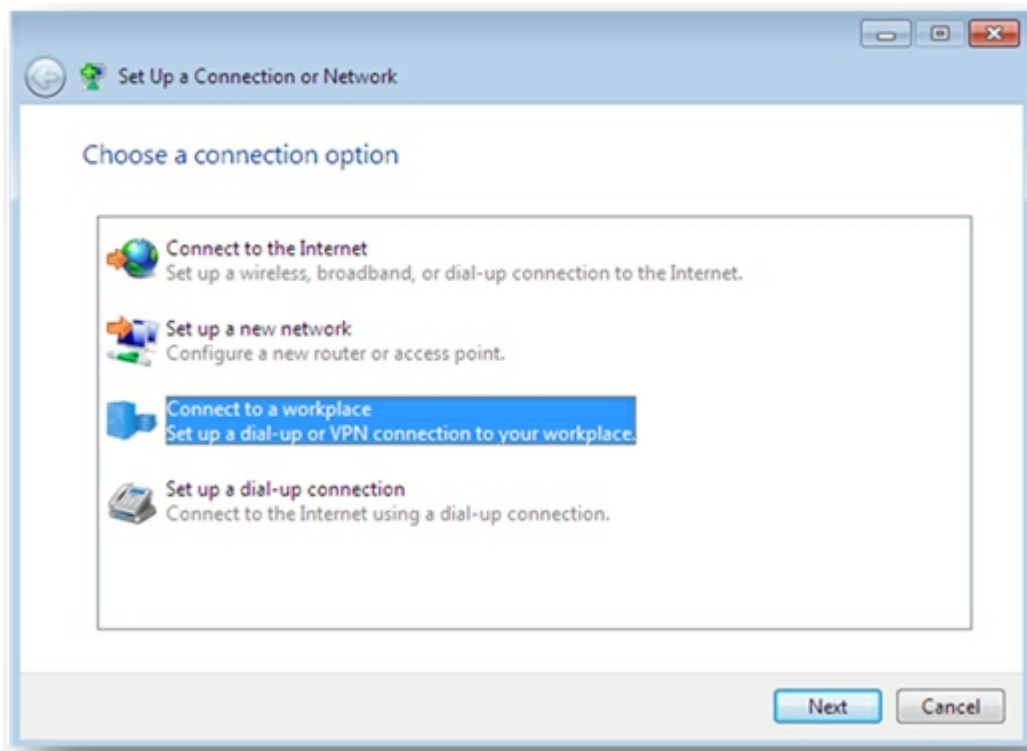 Set Up a Connection or Network
Choose a connection option
Connect to the Internet
Set up a wireless, broadband, or dial-up connection to the Internet.
Set up a new network
Configure a new router or access point.
Connect to a workplace
Set up a dial-up or VPN connection to your workplace.
Set up a dial-up connection
Connect to the Internet using a dial-up connection.
Next Cancel